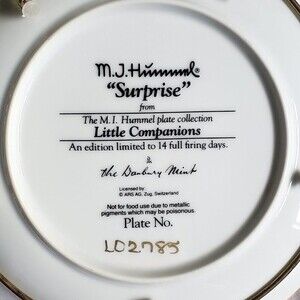 M.J.Hummel®
"Surprise"
from
The M.I. Hummel plate collection
Little Companions
An edition limited to 14 full firing days.
&
The Danbury Mint
Licensed by
© ARS AG, Zug, Switzerland
Not for food use due to metallic
pigments which may be poisonous.
Plate No.
LO2785